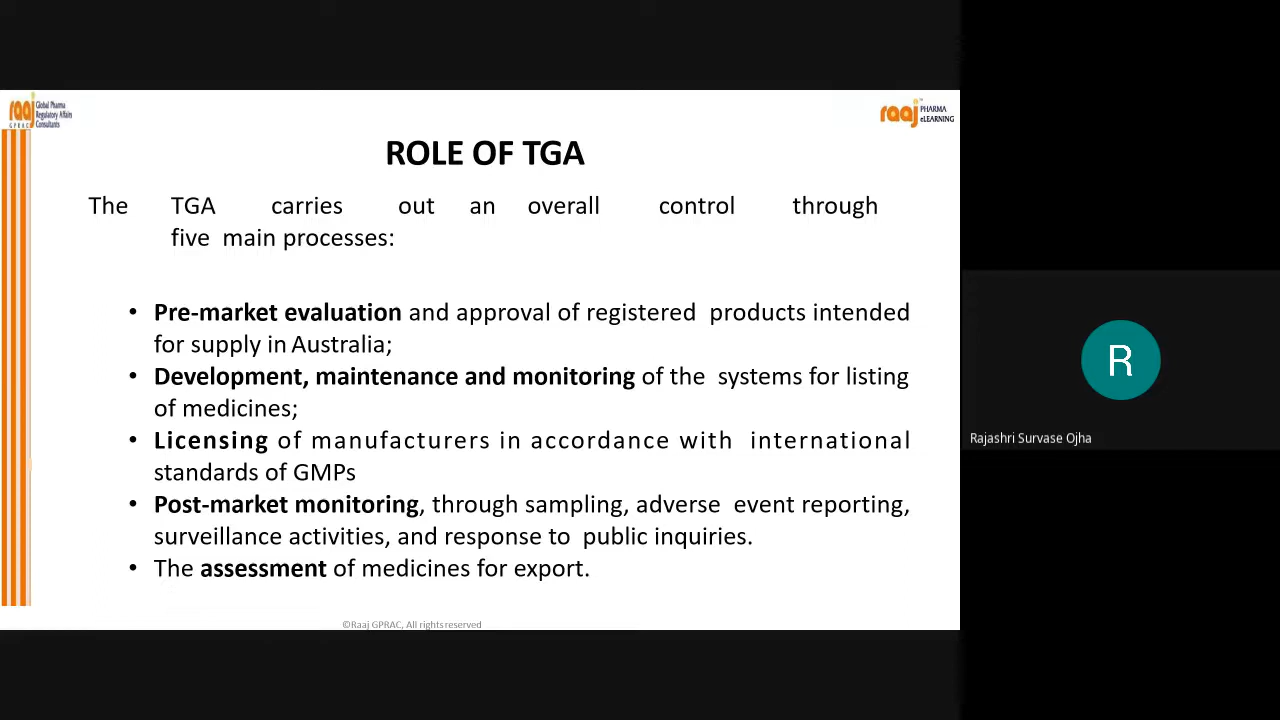 raaj Global Pharma
Regulatory Affairs
GPRAC Consultants
raaj PHARMA
eLEARNING
ROLE OF TGA
The TGA carries out an overall control through
five main processes:
• Pre-market evaluation and approval of registered products intended
for supply in Australia;
• Development, maintenance and monitoring of the systems for listing
of medicines;
• Licensing of manufacturers in accordance with international
standards of GMPs
• Post-market monitoring, through sampling, adverse event reporting,
surveillance activities, and response to public inquiries.
• The assessment of medicines for export.
©Raaj GPRAC, All rights reserved
R
Rajashri Survase Ojha